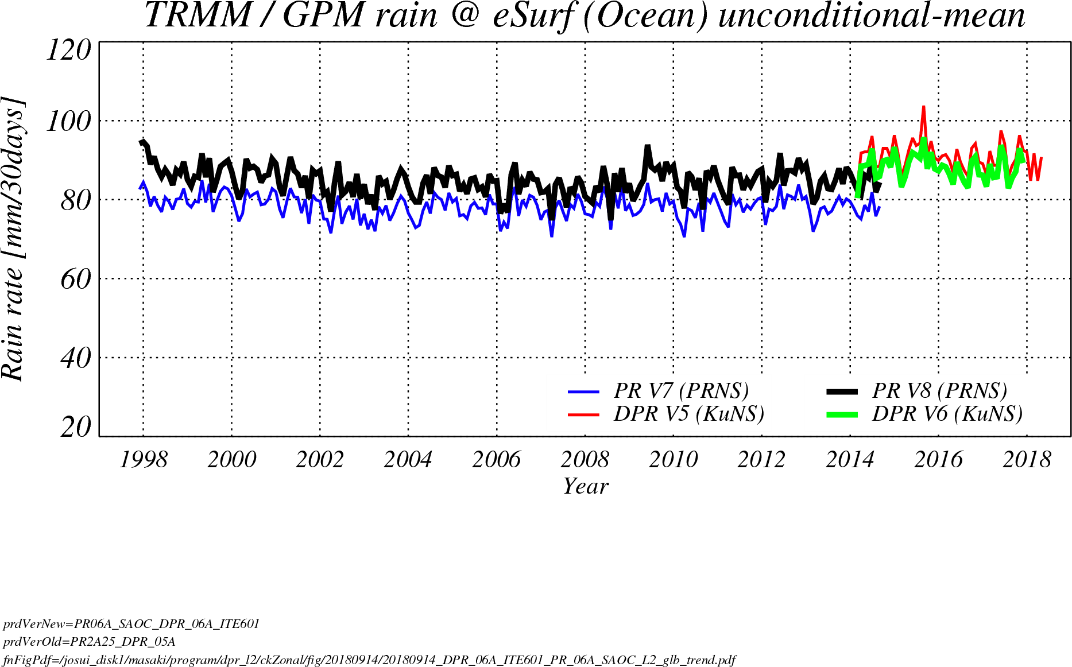 TRMM / GPM rain @ eSurf (Ocean) unconditional-mean
120
100
80
60
40
20
Rain rate [mm/30days]
PR V7 (PRNS)
PR V8 (PRNS)
DPR V5 (KuNS)
DPR V6 (KuNS)
1998 2000 2002 2004 2006 2008 2010 2012 2014 2016 2018
Year
prdVerNew=PR06A_SAOC_DPR_06A_ITE601
prdVerOld=PR2A25_DPR_05A
fnFigPdf=/josui_disk1/masaki/program/dpr_l2/ckZonal/fig/20180914/20180914_DPR_06A_ITE601_PR_06A_SAOC_L2_glb_trend.pdf